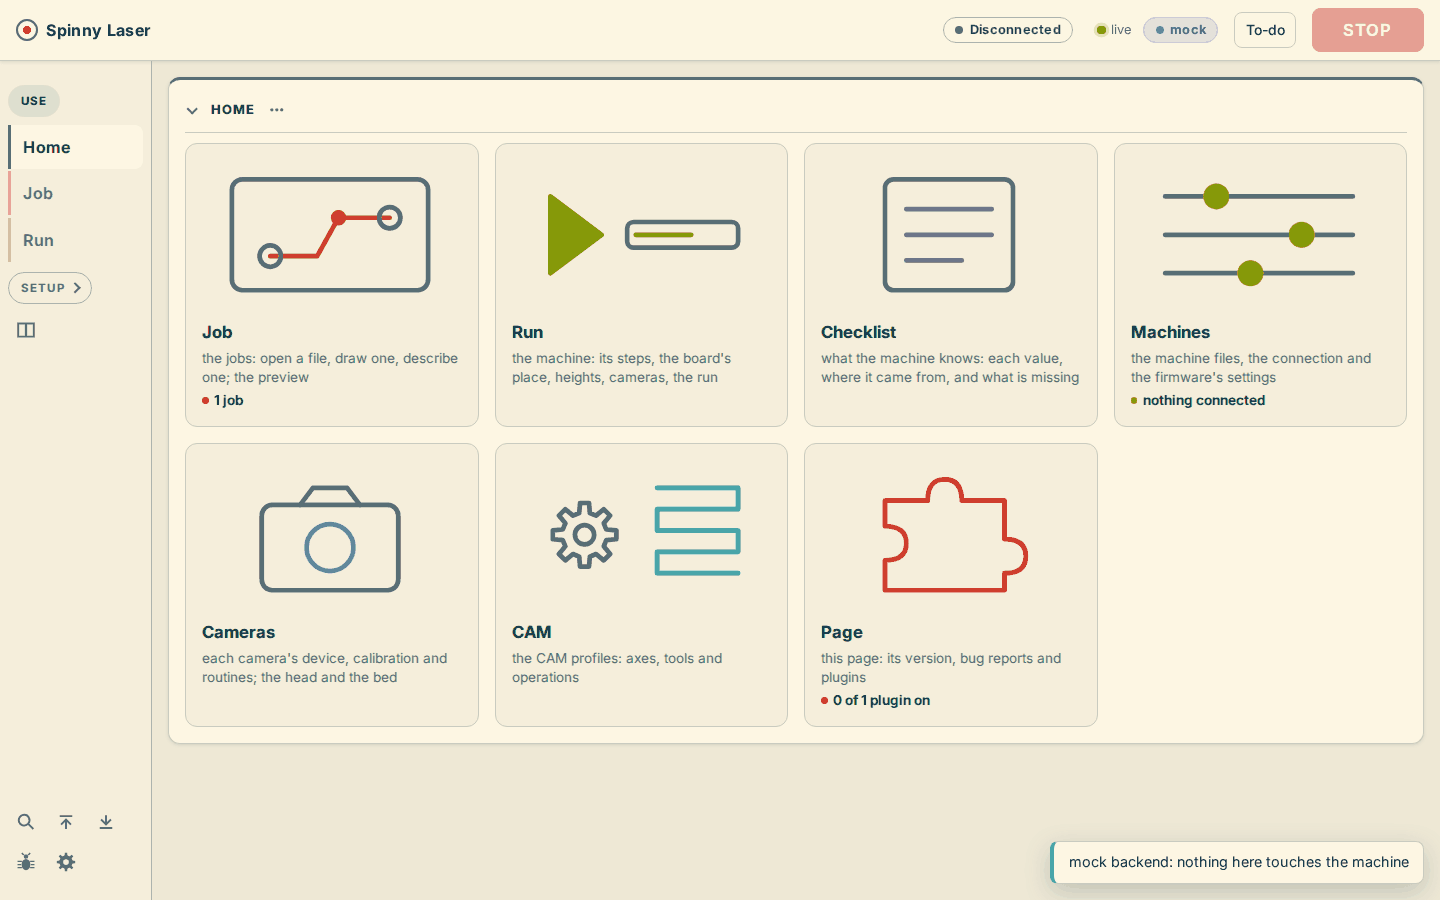 Spinny Laser
Disconnected
live
mock
To-do
STOP
USE
Home
Job
Run
SETUP
HOME
Job
the jobs: open a file, draw one, describe
one; the preview
1 job
Run
the machine: its steps, the board's
place, heights, cameras, the run
Checklist
what the machine knows: each value,
where it came from, and what is missing
Machines
the machine files, the connection and
the firmware's settings
nothing connected
Cameras
each camera's device, calibration and
routines; the head and the bed
CAM
the CAM profiles: axes, tools and
operations
Page
this page: its version, bug reports and
plugins
0 of 1 plugin on
mock backend: nothing here touches the machine